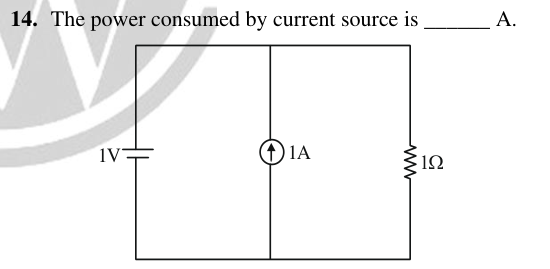 14. The power consumed by current source is ______ A.
1V
1A
1Ω